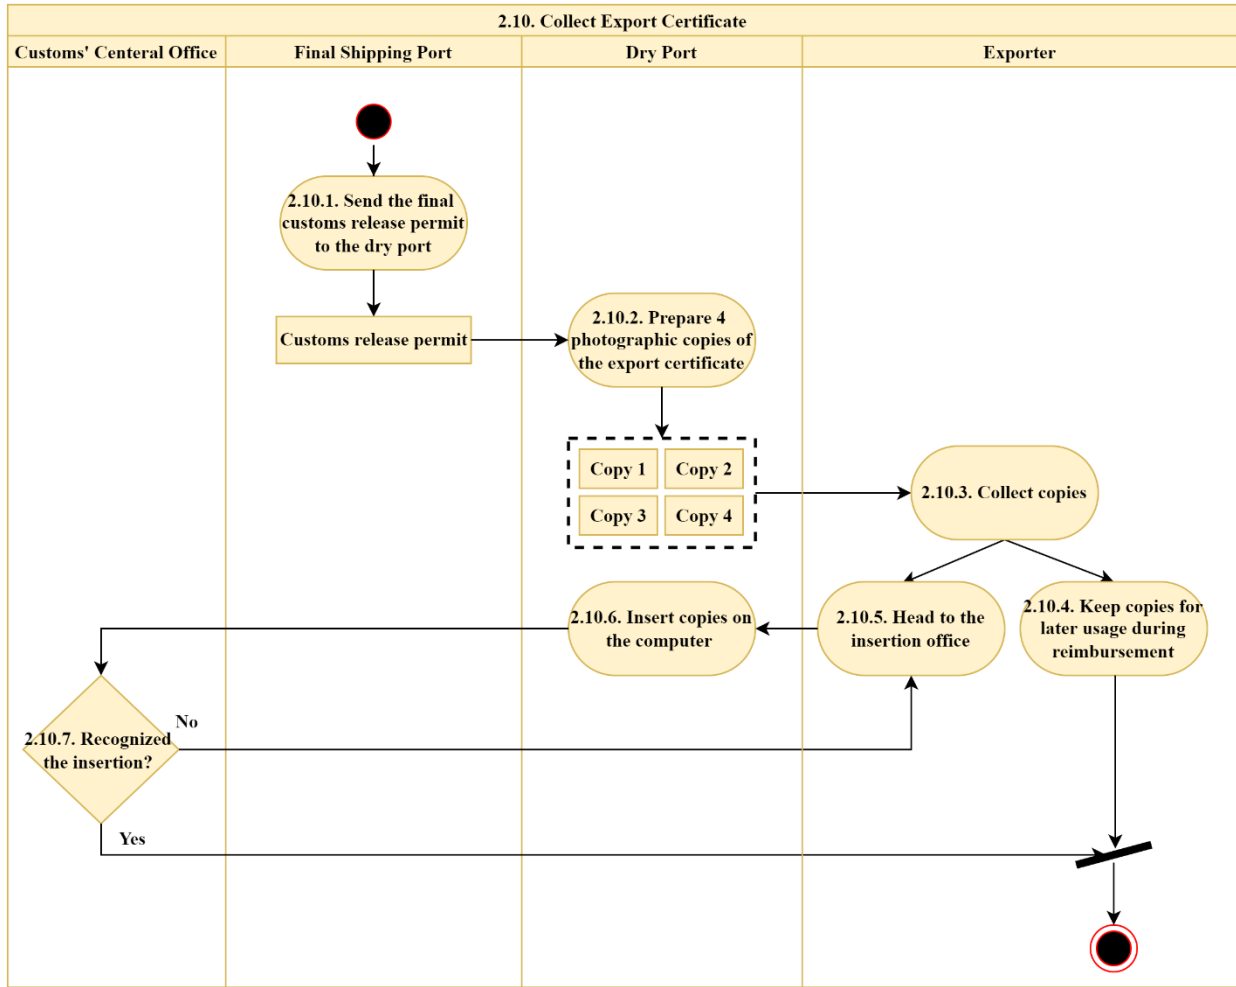 2.10. Collect Export Certificate
Customs' Centeral Office
Final Shipping Port
Dry Port
Exporter
2.10.1. Send the final
customs release permit
to the dry port
Customs release permit
2.10.2. Prepare 4
photographic copies of
the export certificate
Copy 1
Copy 2
Copy 3
Copy 4
2.10.3. Collect copies
2.10.6. Insert copies on
the computer
2.10.5. Head to the
insertion office
2.10.4. Keep copies for
later usage during
reimbursement
No
2.10.7. Recognized
the insertion?
Yes